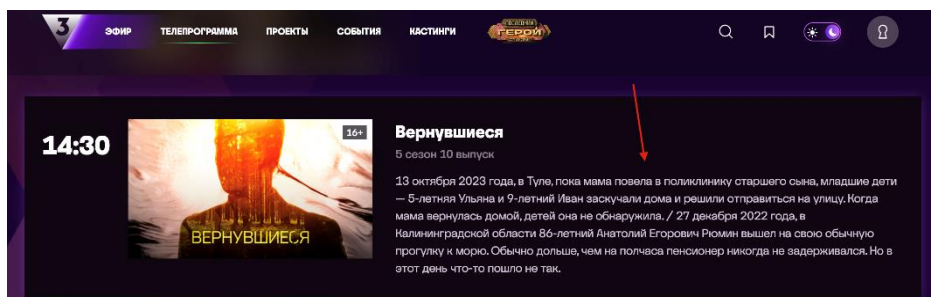 3 ЭФИР ТЕЛЕПРОГРАММА ПРОЕКТЫ СОБЫТИЯ КАСТИНГИ ПОСЛЕДНИЙ ГЕРОЙ
14:30
16+
ВЕРНУВШИЕСЯ
Вернувшиеся
5 сезон 10 выпуск
13 октября 2023 года, в Туле, пока мама повела в поликлинику старшего сына, младшие дети
— 5-летняя Ульяна и 9-летний Иван заскучали дома и решили отправиться на улицу. Когда
мама вернулась домой, детей она не обнаружила. / 27 декабря 2022 года, в
Калининградской области 86-летний Анатолий Егорович Рюмин вышел на свою обычную
прогулку к морю. Обычно дольше, чем на полчаса пенсионер никогда не задерживался. Но в
этот день что-то пошло не так.